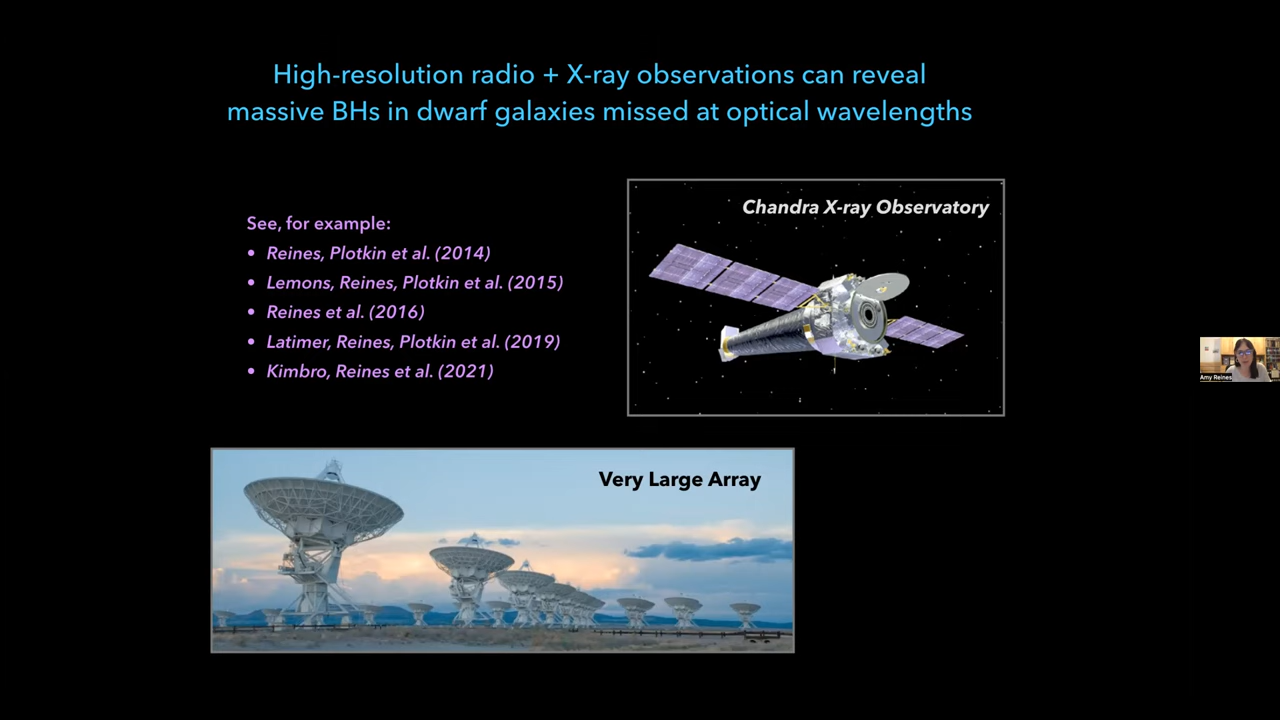 High-resolution radio + X-ray observations can reveal
massive BHs in dwarf galaxies missed at optical wavelengths
See, for example:
• Reines, Plotkin et al. (2014)
• Lemons, Reines, Plotkin et al. (2015)
• Reines et al. (2016)
• Latimer, Reines, Plotkin et al. (2019)
• Kimbro, Reines et al. (2021)
Chandra X-ray Observatory
Very Large Array
Amy Reines